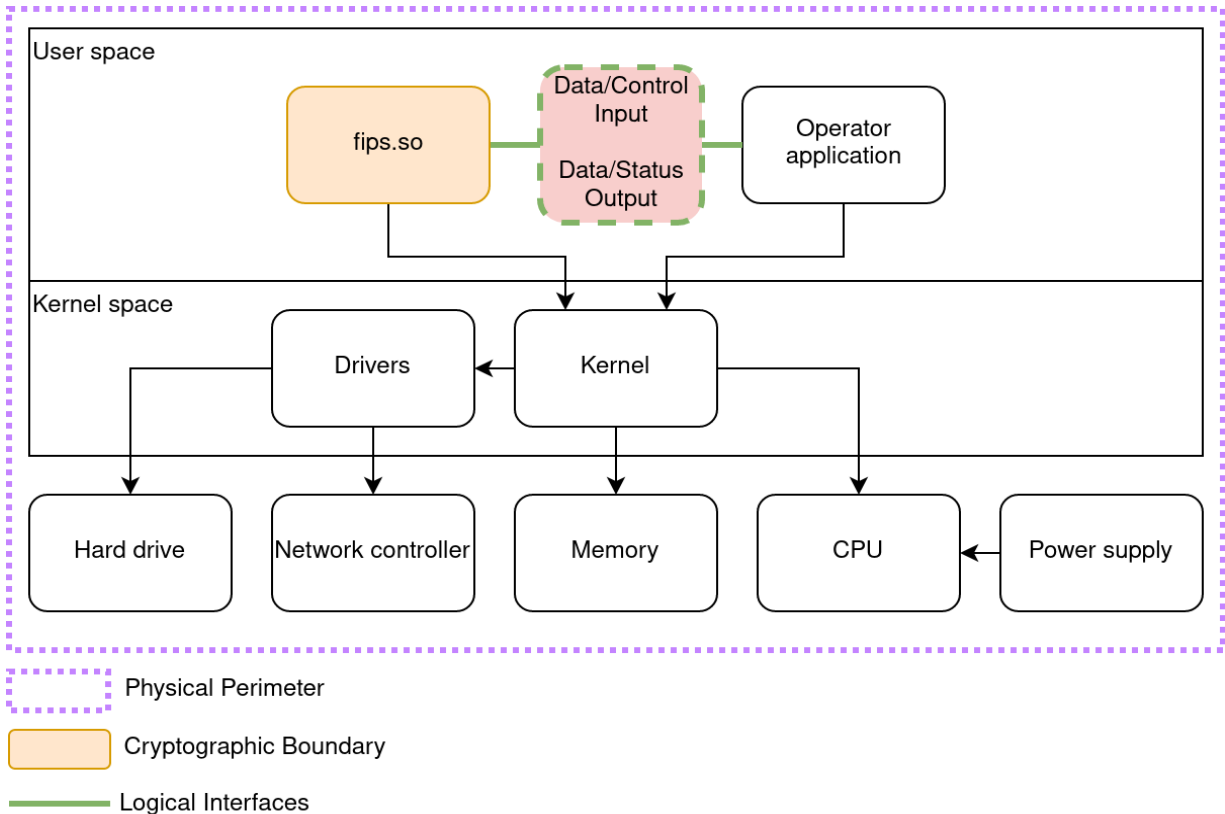 User space
Data/Control
Input
Data/Status
Output
fips.so
Operator
application
Kernel space
Drivers
Kernel
Hard drive
Network controller
Memory
CPU
Power supply
Physical Perimeter
Cryptographic Boundary
Logical Interfaces